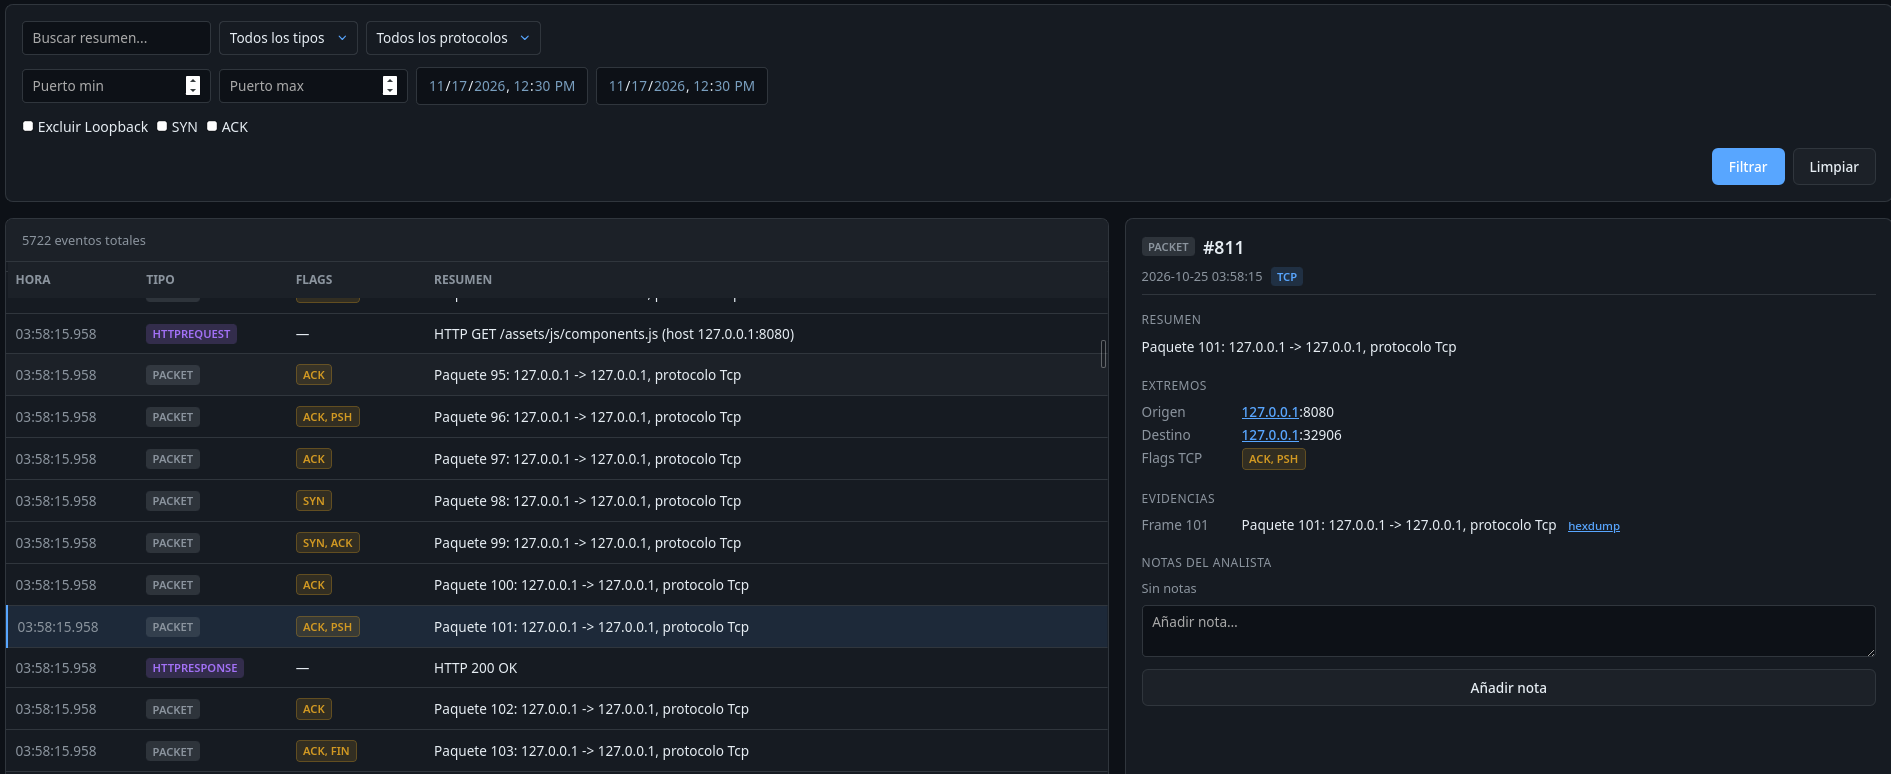 Buscar resumen...
Todos los tipos
Todos los protocolos
Puerto min
Puerto max
11/17/2026, 12:30 PM
11/17/2026, 12:30 PM
Excluir Loopback
SYN
ACK
Filtrar
Limpiar
5722 eventos totales
HORA TIPO FLAGS RESUMEN
03:58:15.958 HTTPREQUEST — HTTP GET /assets/js/components.js (host 127.0.0.1:8080)
03:58:15.958 PACKET ACK Paquete 95: 127.0.0.1 -> 127.0.0.1, protocolo Tcp
03:58:15.958 PACKET ACK, PSH Paquete 96: 127.0.0.1 -> 127.0.0.1, protocolo Tcp
03:58:15.958 PACKET ACK Paquete 97: 127.0.0.1 -> 127.0.0.1, protocolo Tcp
03:58:15.958 PACKET SYN Paquete 98: 127.0.0.1 -> 127.0.0.1, protocolo Tcp
03:58:15.958 PACKET SYN, ACK Paquete 99: 127.0.0.1 -> 127.0.0.1, protocolo Tcp
03:58:15.958 PACKET ACK Paquete 100: 127.0.0.1 -> 127.0.0.1, protocolo Tcp
03:58:15.958 PACKET ACK, PSH Paquete 101: 127.0.0.1 -> 127.0.0.1, protocolo Tcp
03:58:15.958 HTTPRESPONSE — HTTP 200 OK
03:58:15.958 PACKET ACK Paquete 102: 127.0.0.1 -> 127.0.0.1, protocolo Tcp
03:58:15.958 PACKET ACK, FIN Paquete 103: 127.0.0.1 -> 127.0.0.1, protocolo Tcp
PACKET #811
2026-10-25 03:58:15 TCP
RESUMEN
Paquete 101: 127.0.0.1 -> 127.0.0.1, protocolo Tcp
EXTREMOS
Origen 127.0.0.1:8080
Destino 127.0.0.1:32906
Flags TCP ACK, PSH
EVIDENCIAS
Frame 101 Paquete 101: 127.0.0.1 -> 127.0.0.1, protocolo Tcp hexdump
NOTAS DEL ANALISTA
Sin notas
Añadir nota...
Añadir nota